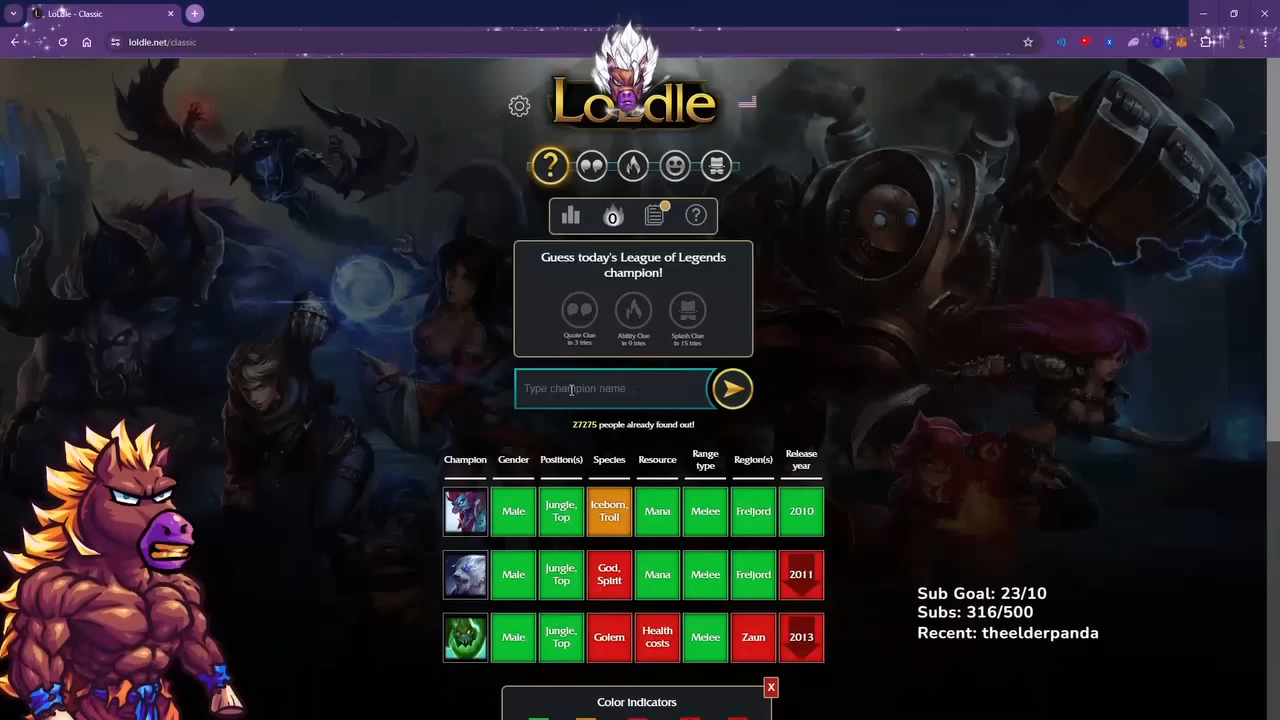 LoLdle - Classic
loldle.net/classic
LoLdle
0
Guess today's League of Legends
champion!
Quote Clue
in 3 tries
Ability Clue
in 9 tries
Splash Clue
in 15 tries
Type champion name ...
27275 people already found out!
Champion
Gender
Position(s)
Species
Resource
Range
type
Region(s)
Release
year
Male
Jungle,
Top
Iceborn,
Troll
Mana
Melee
Freljord
2010
Male
Jungle,
Top
God,
Spirit
Mana
Melee
Freljord
2011
Male
Jungle,
Top
Golem
Health
costs
Melee
Zaun
2013
Sub Goal: 23/10
Subs: 316/500
Recent: theelderpanda
X
Color Indicators